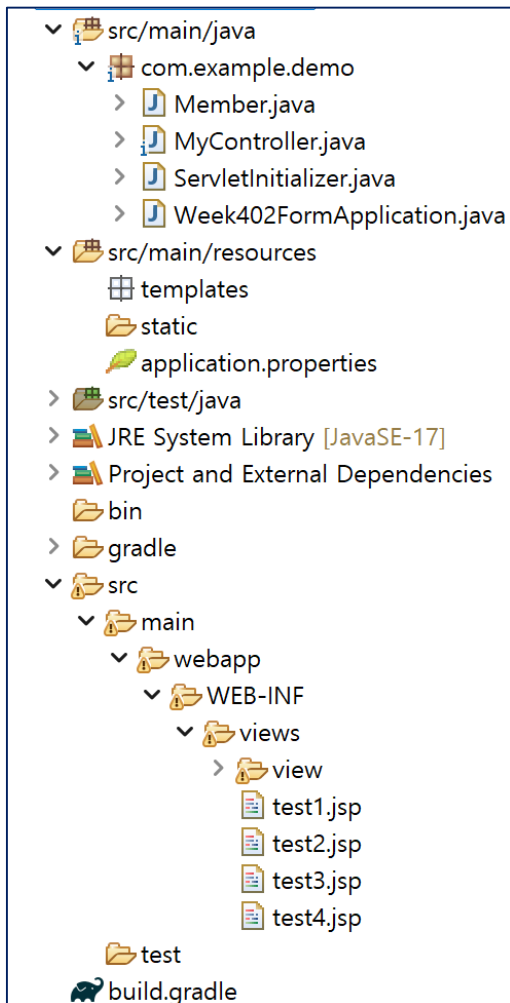 src/main/java
com.example.demo
Member.java
MyController.java
ServletInitializer.java
Week402FormApplication.java
src/main/resources
templates
static
application.properties
src/test/java
JRE System Library [JavaSE-17]
Project and External Dependencies
bin
gradle
src
main
webapp
WEB-INF
views
view
test1.jsp
test2.jsp
test3.jsp
test4.jsp
test
build.gradle